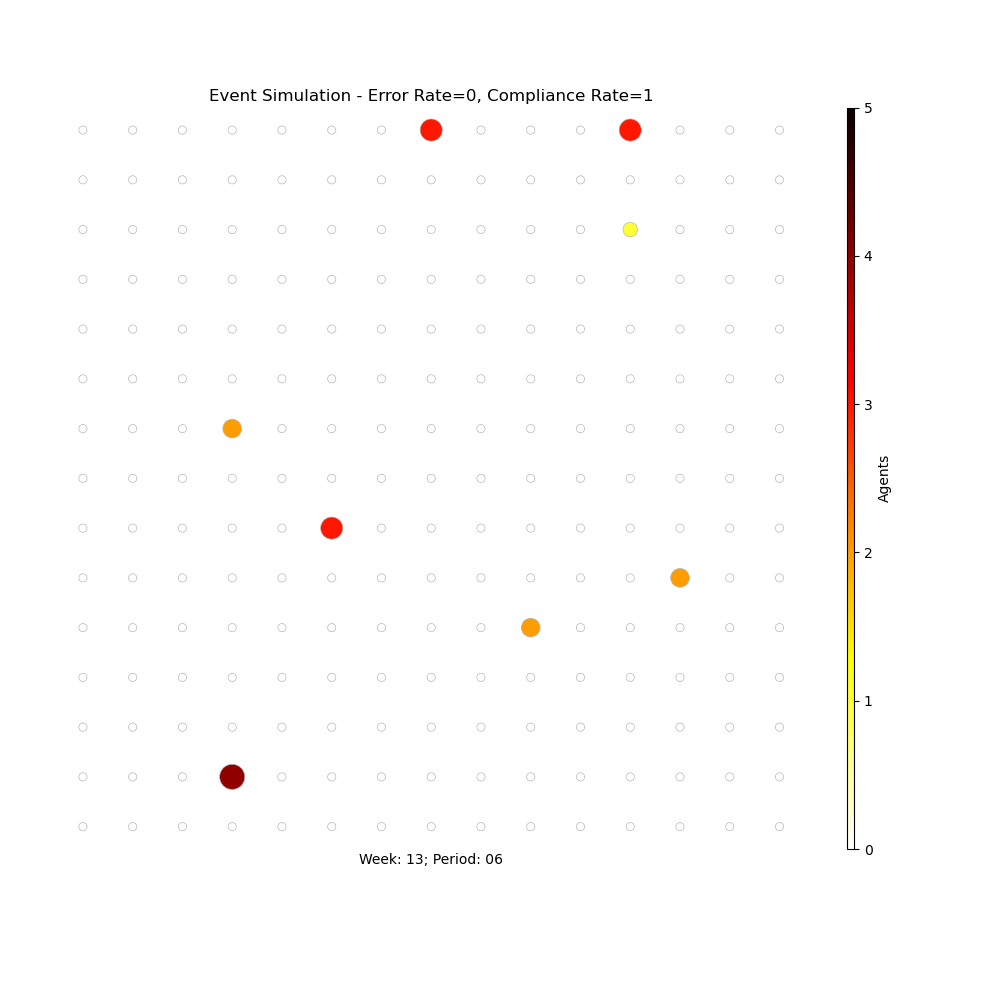 Event Simulation - Error Rate=0, Compliance Rate=1
5
4
3
2
1
0
Agents
Week: 13; Period: 06